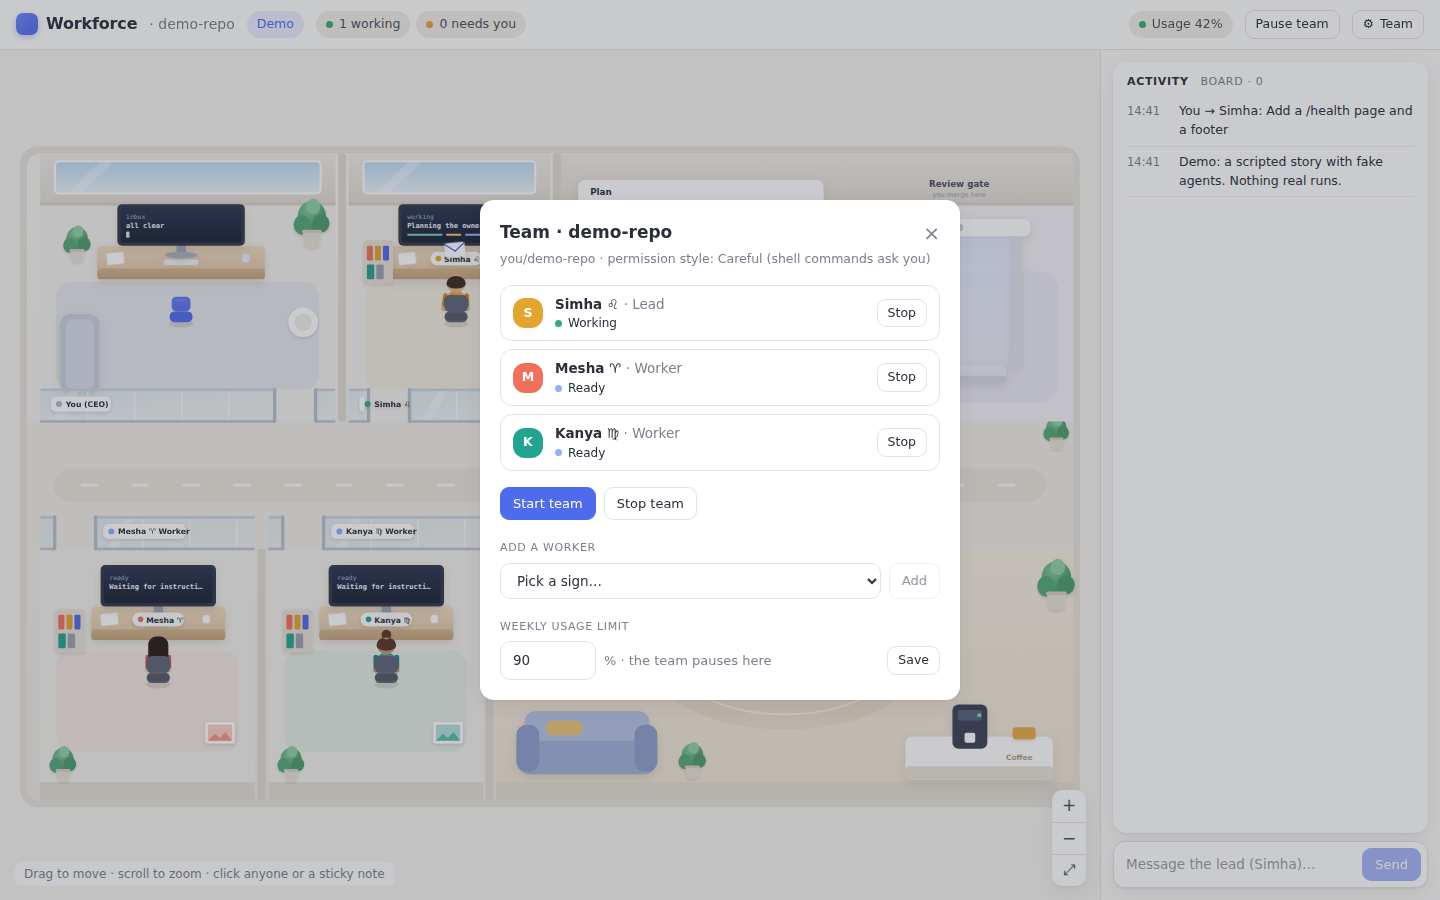 Workforce · demo-repo Demo 1 working 0 needs you Usage 42% Pause team ⚙ Team
ACTIVITY BOARD · 0
14:41 You → Simha: Add a /health page and
a footer
14:41 Demo: a scripted story with fake
agents. Nothing real runs.
Plan
Review gate
you merge here
inbox
all clear
working
Planning the owne
Simha ♌
You (CEO)
Simha ♌
Team · demo-repo
×
you/demo-repo · permission style: Careful (shell commands ask you)
S Simha ♌ · Lead
Working
Stop
M Mesha ♈ · Worker
Ready
Stop
K Kanya ♍ · Worker
Ready
Stop
Start team Stop team
ADD A WORKER
Pick a sign… Add
WEEKLY USAGE LIMIT
90 % · the team pauses here Save
Mesha ♈ Worker
Kanya ♍ Worker
ready
Waiting for instructi…
ready
Waiting for instructi…
Mesha ♈
Kanya ♍
Coffee
+
−
⤢
Drag to move · scroll to zoom · click anyone or a sticky note
Message the lead (Simha)… Send